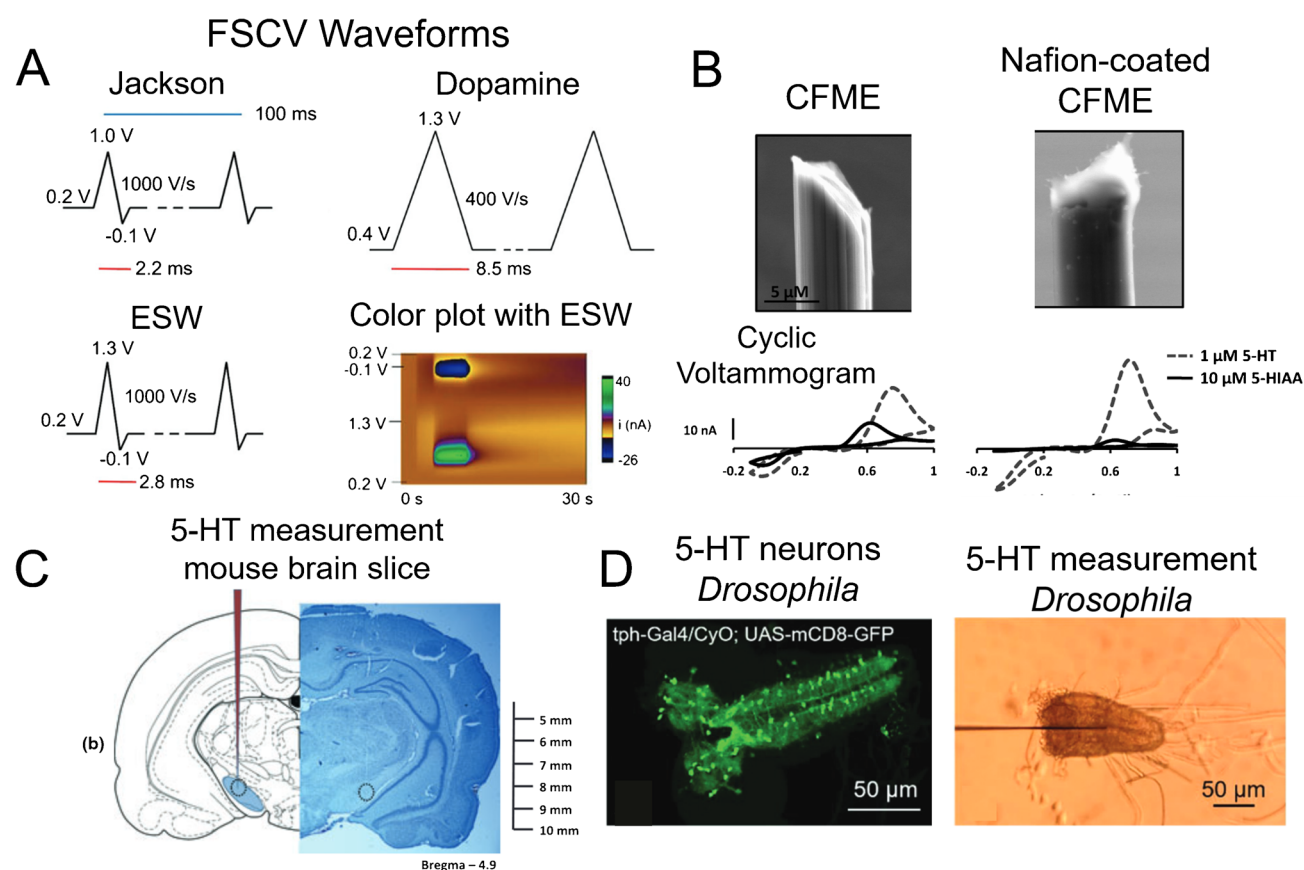 FSCV Waveforms
A
Jackson
100 ms
1.0 V
0.2 V
1000 V/s
-0.1 V
2.2 ms
Dopamine
1.3 V
400 V/s
0.4 V
8.5 ms
ESW
1.3 V
1000 V/s
0.2 V
-0.1 V
2.8 ms
Color plot with ESW
0.2 V
-0.1 V
1.3 V
0.2 V
0 s
30 s
40
i (nA)
-26
B
CFME
Nafion-coated
CFME
5 µM
Cyclic
Voltammogram
10 nA
-0.2
0.2
0.6
1
1 µM 5-HT
10 µM 5-HIAA
-0.2
0.2
0.6
1
C
5-HT measurement
mouse brain slice
(b)
5 mm
6 mm
7 mm
8 mm
9 mm
10 mm
Bregma – 4.9
D
5-HT neurons
Drosophila
tph-Gal4/CyO; UAS-mCD8-GFP
50 µm
5-HT measurement
Drosophila
50 µm